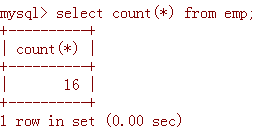 mysql> select count(*) from emp;
+----------+
| count(*) |
+----------+
|       16 |
+----------+
1 row in set (0.00 sec)